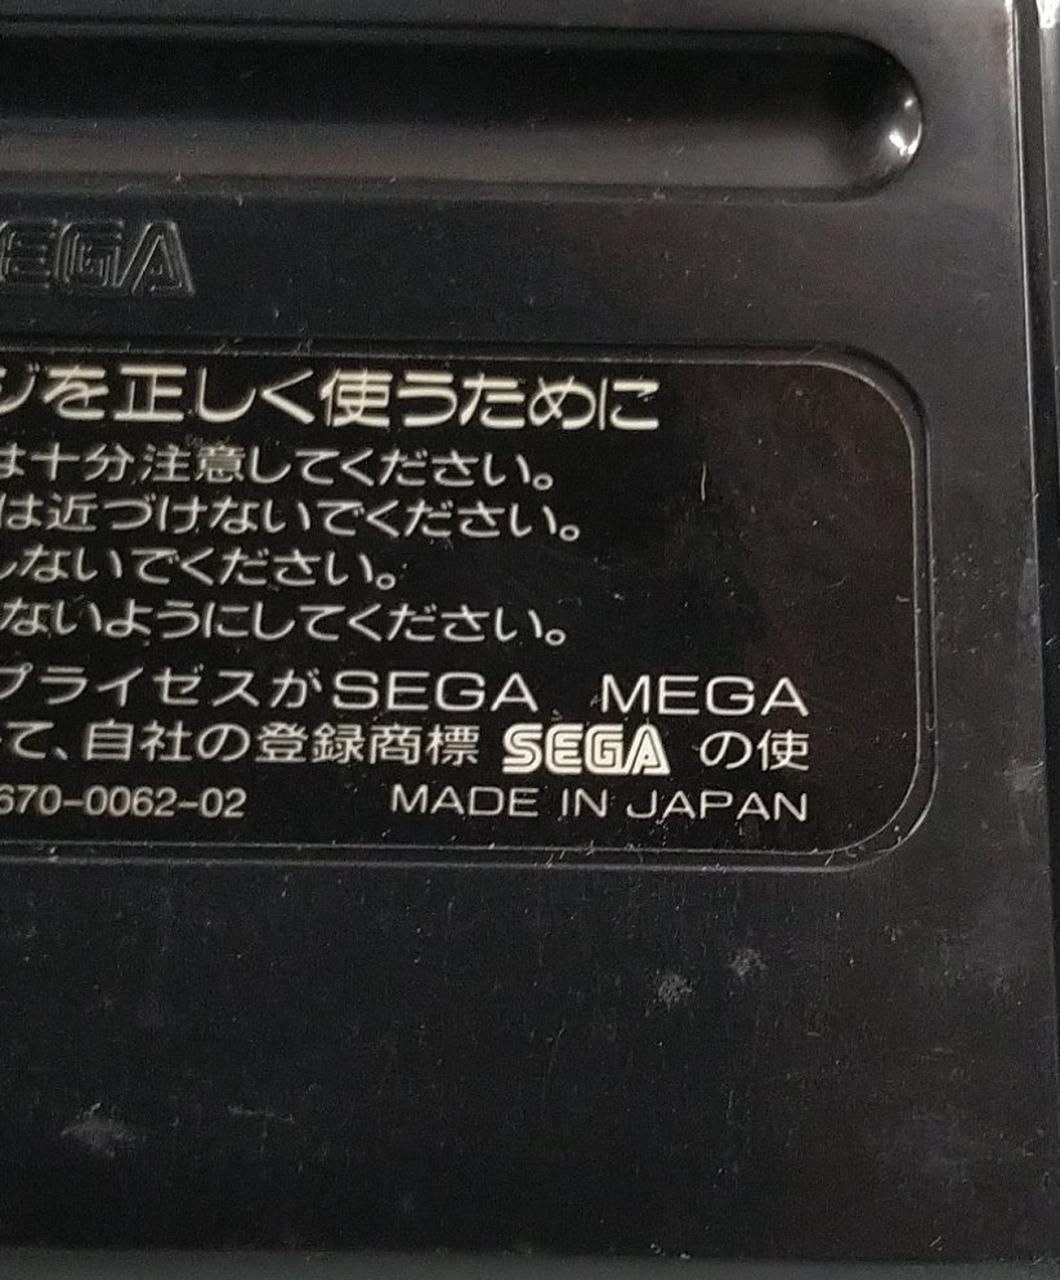 EGA
ジを正しく使うために
は十分注意してください。
は近づけないでください。
しないでください。
ないようにしてください。
プライゼスがSEGA MEGA
て、自社の登録商標 SEGA の使
670-0062-02 MADE IN JAPAN